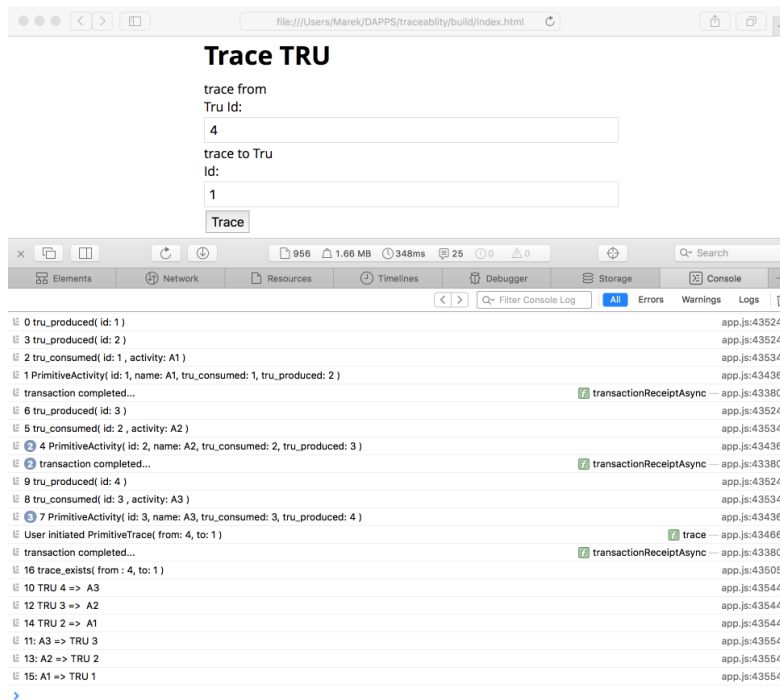 file:///Users/Marek/DAPPS/traceablity/build/index.html
Trace TRU
trace from
Tru Id:
4
trace to Tru
Id:
1
Trace
956 1.66 MB 348ms 25 0 0 Search
Elements Network Resources Timelines Debugger Storage Console
Filter Console Log All Errors Warnings Logs
0 tru_produced( id: 1 ) app.js:43524
3 tru_produced( id: 2 ) app.js:43524
2 tru_consumed( id: 1 , activity: A1 ) app.js:43534
1 PrimitiveActivity( id: 1, name: A1, tru_consumed: 1, tru_produced: 2 ) app.js:43436
transaction completed... f transactionReceiptAsync — app.js:43380
6 tru_produced( id: 3 ) app.js:43524
5 tru_consumed( id: 2 , activity: A2 ) app.js:43534
2 4 PrimitiveActivity( id: 2, name: A2, tru_consumed: 2, tru_produced: 3 ) app.js:43436
2 transaction completed... f transactionReceiptAsync — app.js:43380
9 tru_produced( id: 4 ) app.js:43524
8 tru_consumed( id: 3 , activity: A3 ) app.js:43534
3 7 PrimitiveActivity( id: 3, name: A3, tru_consumed: 3, tru_produced: 4 ) app.js:43436
User initiated PrimitiveTrace( from: 4, to: 1 ) f trace — app.js:43466
transaction completed... f transactionReceiptAsync — app.js:43380
16 trace_exists( from : 4, to: 1 ) app.js:43505
10 TRU 4 => A3 app.js:43544
12 TRU 3 => A2 app.js:43544
14 TRU 2 => A1 app.js:43544
11: A3 => TRU 3 app.js:43554
13: A2 => TRU 2 app.js:43554
15: A1 => TRU 1 app.js:43554